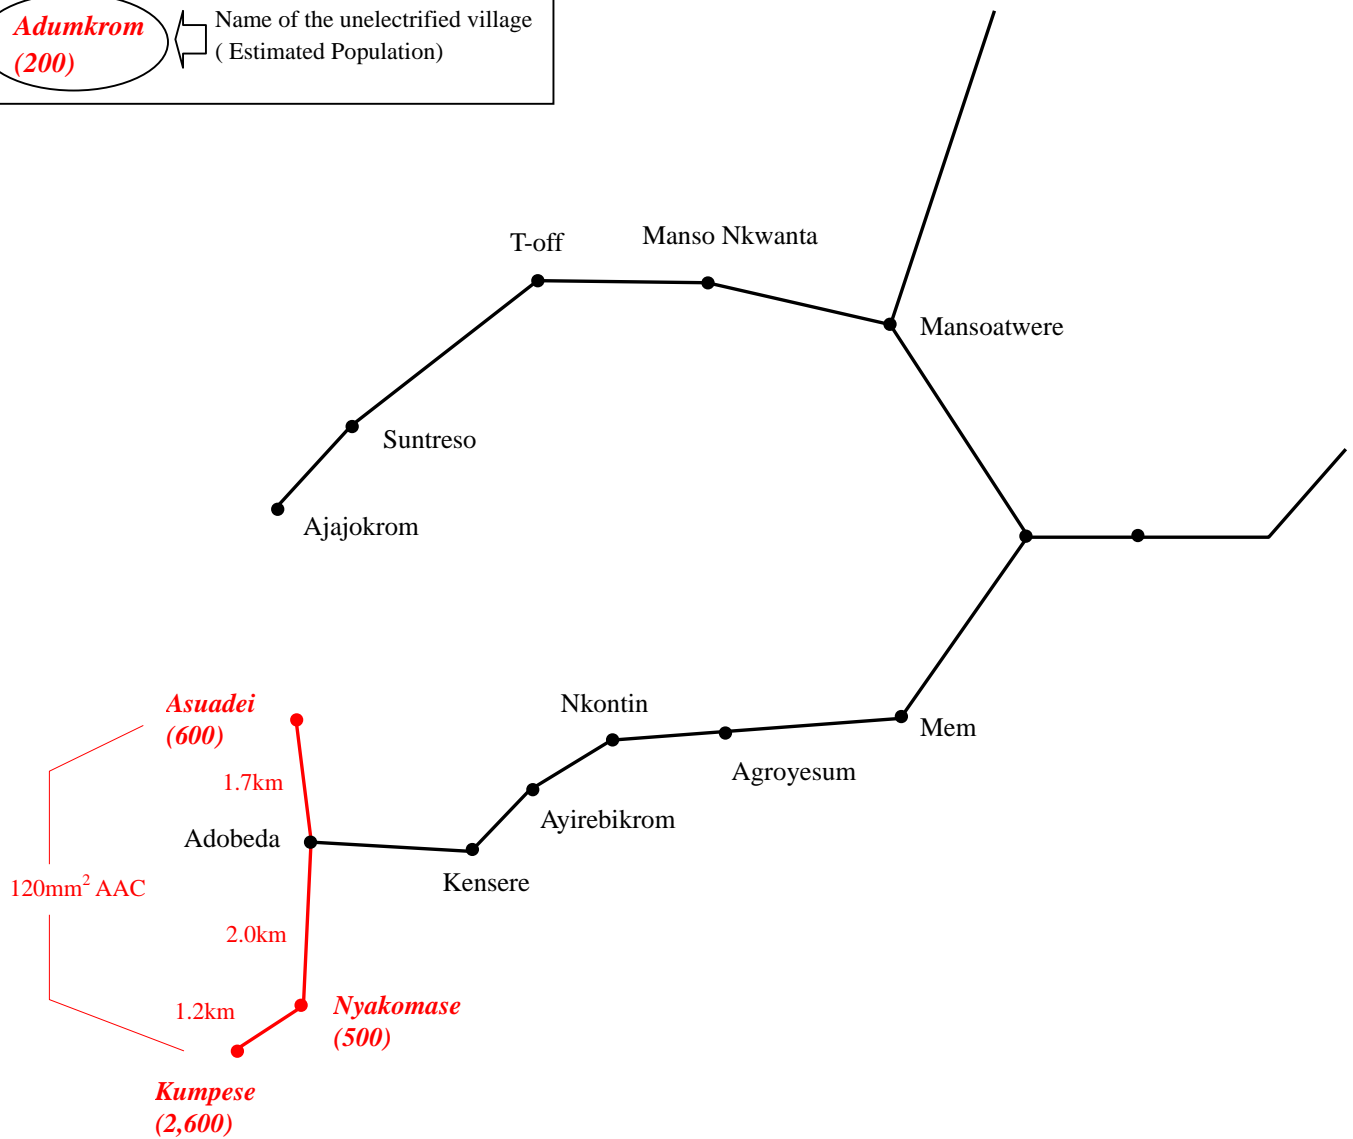 Adumkrom
(200)
Name of the unelectrified village
( Estimated Population)
T-off
Manso Nkwanta
Mansoatwere
Suntreso
Ajajokrom
Asuadei
(600)
Nkontin
Mem
Agroyesum
1.7km
Ayirebikrom
Adobeda
Kensere
120mm² AAC
2.0km
1.2km
Nyakomase
(500)
Kumpese
(2,600)